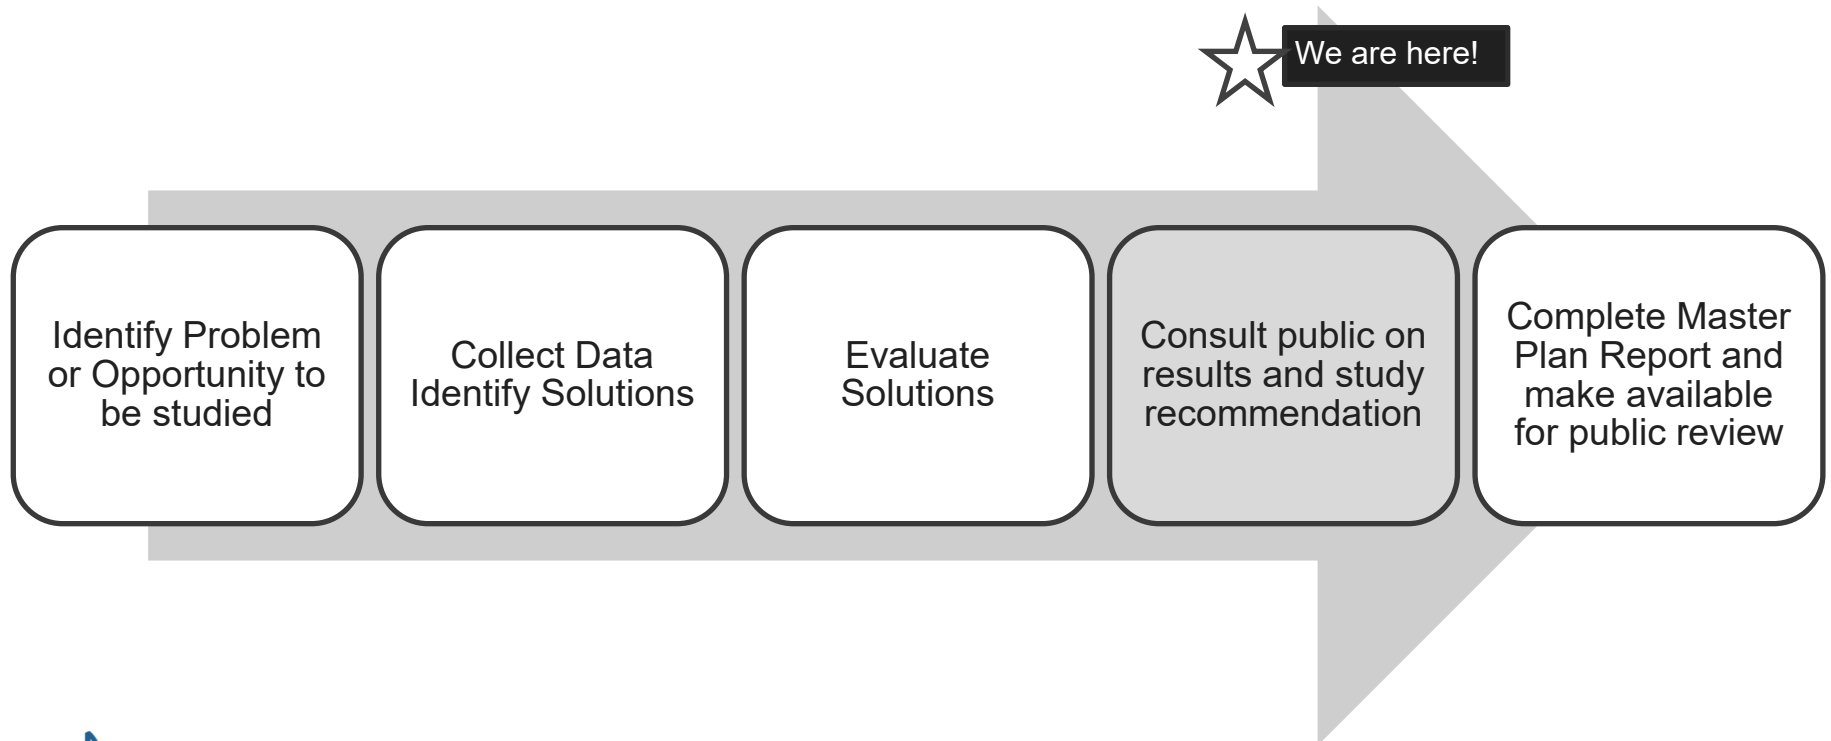 We are here!
Identify Problem
or Opportunity to
be studied
Collect Data
Identify Solutions
Evaluate
Solutions
Consult public on
results and study
recommendation
Complete Master
Plan Report and
make available
for public review